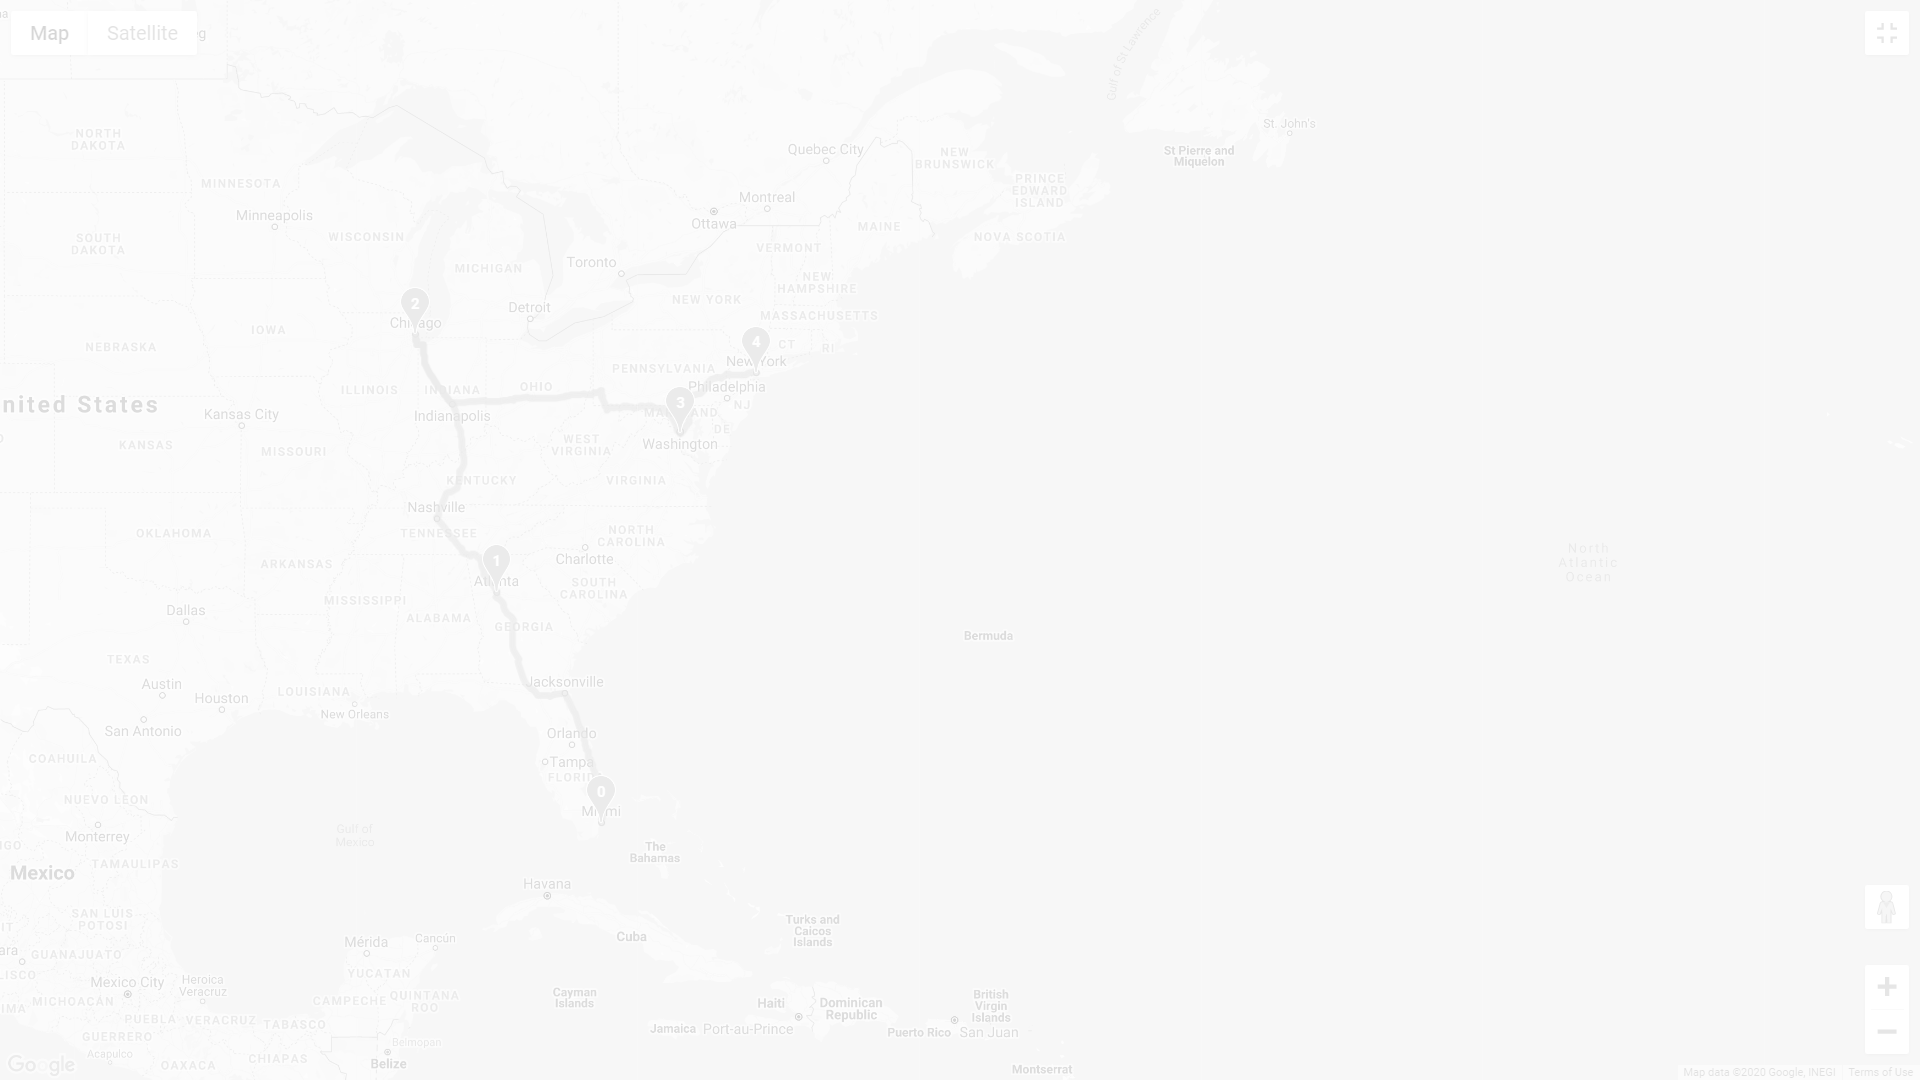 Map
Satellite
Gulf of St Lawrence
St. John's
St Pierre and
Miquelon
NORTH
DAKOTA
Quebec City
NEW
BRUNSWICK
PRINCE
EDWARD
ISLAND
MINNESOTA
Montreal
Minneapolis
Ottawa
MAINE
WISCONSIN
NOVA SCOTIA
SOUTH
DAKOTA
VERMONT
Toronto
MICHIGAN
NEW
HAMPSHIRE
NEW YORK
2
Detroit
MASSACHUSETTS
Chicago
IOWA
4
CT
RI
NEBRASKA
New York
PENNSYLVANIA
OHIO
Philadelphia
ILLINOIS
INDIANA
3
NJ
nited States
Kansas City
Indianapolis
MARYLAND
DE
KANSAS
MISSOURI
WEST
VIRGINIA
Washington
KENTUCKY
VIRGINIA
Nashville
OKLAHOMA
TENNESSEE
NORTH
CAROLINA
ARKANSAS
1
Charlotte
North
Atlantic
Ocean
Atlanta
SOUTH
CAROLINA
MISSISSIPPI
Dallas
ALABAMA
GEORGIA
Bermuda
TEXAS
Austin
Houston
LOUISIANA
Jacksonville
New Orleans
San Antonio
Orlando
COAHUILA
Tampa
FLORID
0
NUEVO LEON
Miami
Monterrey
Gulf of
Mexico
The
Bahamas
TAMAULIPAS
Mexico
Havana
SAN LUIS
POTOSI
Turks and
Caicos
Islands
Cuba
Mérida
Cancún
GUANAJUATO
YUCATAN
Mexico City
Heroica
Veracruz
CAMPECHE
QUINTANA
ROO
Cayman
Islands
Haiti
Dominican
Republic
British
Virgin
Islands
MICHOACÁN
PUEBLA
VERACRUZ
TABASCO
Jamaica
Port-au-Prince
Puerto Rico
San Juan
GUERRERO
Belmopan
Acapulco
OAXACA
CHIAPAS
Belize
Montserrat
Google
Map data ©2020 Google, INEGI
Terms of Use